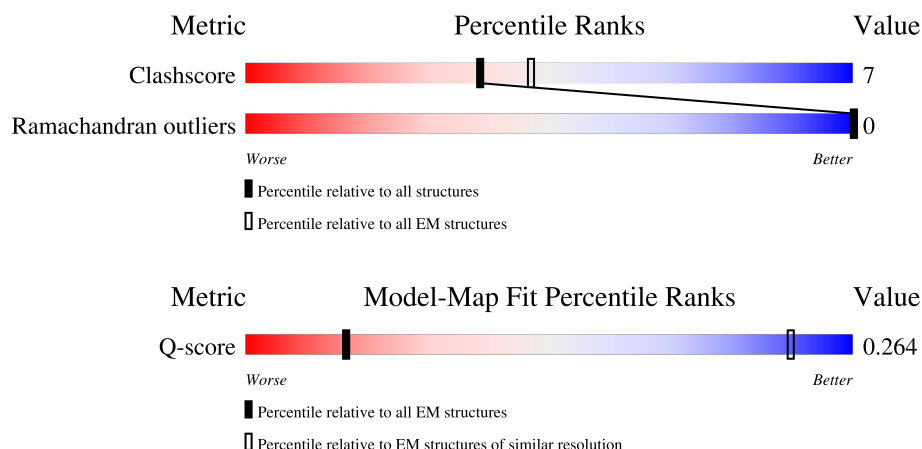 Metric Percentile Ranks Value
Clashscore 7
Ramachandran outliers 0
Worse Better
Percentile relative to all structures
Percentile relative to all EM structures
Metric Model-Map Fit Percentile Ranks Value
Q-score 0.264
Worse Better
Percentile relative to all EM structures
Percentile relative to EM structures of similar resolution